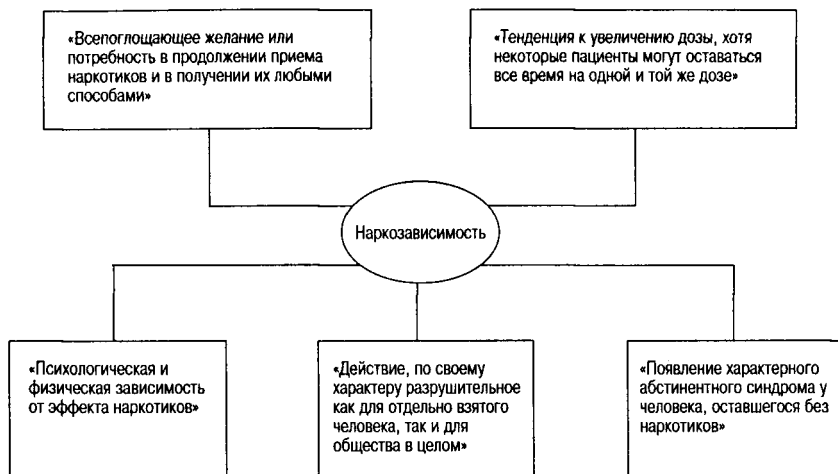 «Всепоглощающее желание или
потребность в продолжении приема
наркотиков и в получении их любыми
способами»
«Тенденция к увеличению дозы, хотя
некоторые пациенты могут оставаться
все время на одной и той же дозе»
Наркозависимость
«Психологическая и
физическая зависимость
от эффекта наркотиков»
«Действие, по своему
характеру разрушительное
как для отдельно взятого
человека, так и для
общества в целом»
«Появление характерного
абстинентного синдрома у
человека, оставшегося без
наркотиков»